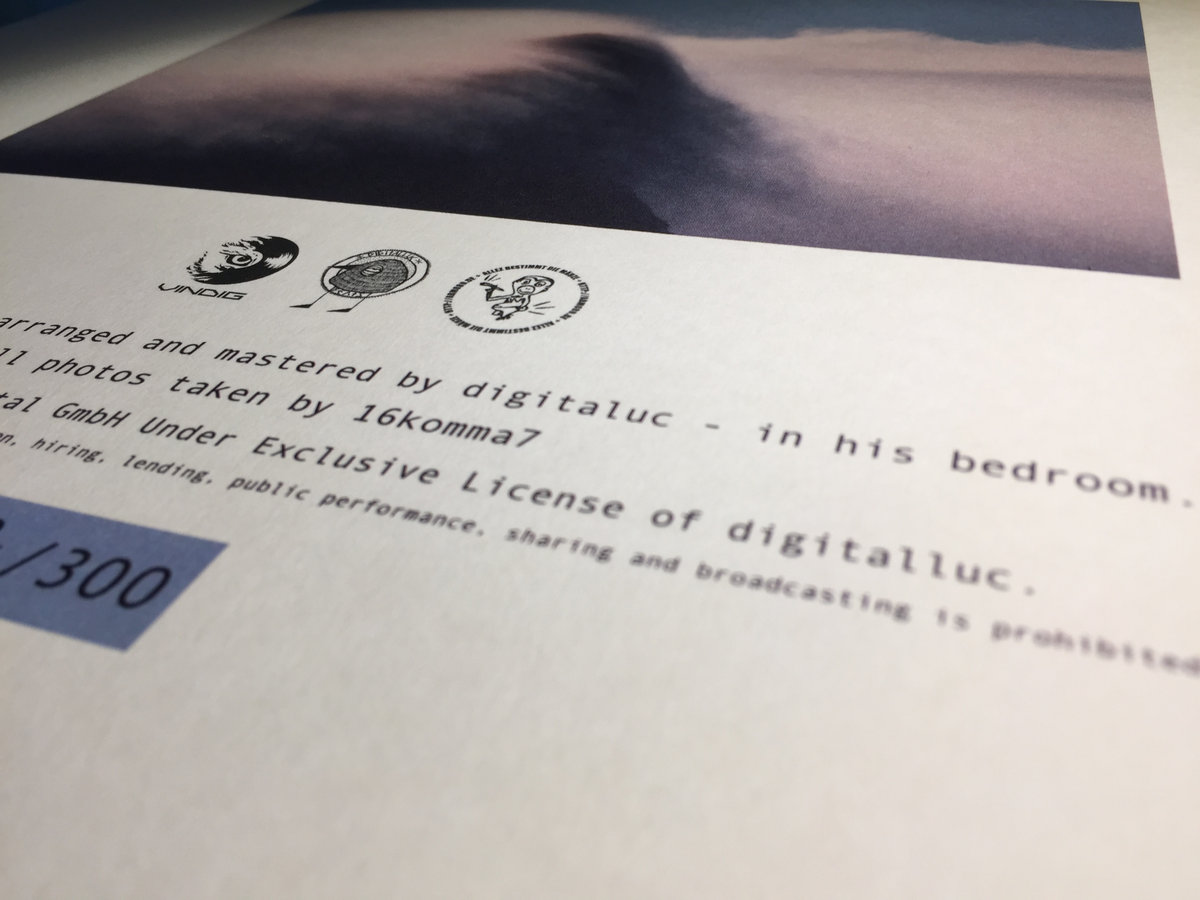 VINDIG
arranged and mastered by digitaluc - in his bedroom.
ll photos taken by 16komma7
tal GmbH Under Exclusive License of digitalluc.
on, hiring, lending, public performance, sharing and broadcasting is prohibited
/300